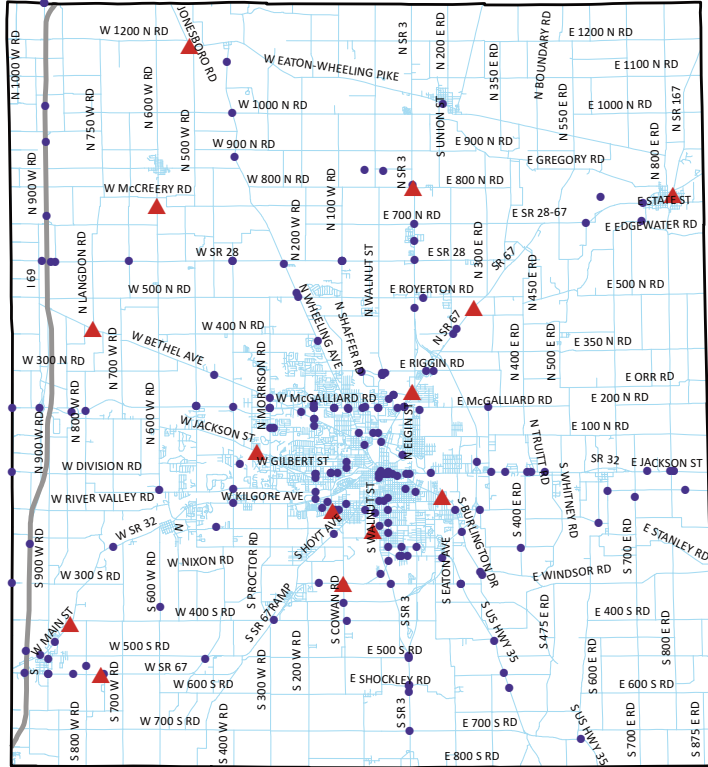 JONESBORO RD
W 1200 N RD
N SR 3
N 200 E RD
E 1200 N RD
N 1000 W RD
W EATON-WHEELING PIKE
N 350 E RD
N BOUNDARY RD
E 1100 N RD
N 750 W RD
N 600 W RD
N 500 W RD
W 1000 N RD
S UNION ST
E 1000 N RD
N SR 167
N 550 E RD
W 900 N RD
E 900 N RD
N 800 E RD
E GREGORY RD
N 900 W RD
W McCREERY RD
W 800 N RD
N 100 W RD
N SR 3
E 800 N RD
E STATE ST
N 200 W RD
E 700 N RD
E SR 28-67
E EDGEWATER RD
N LANGDON RD
W SR 28
N WALNUT ST
E SR 28
N 300 E RD
SR 67
I 69
W 500 N RD
E ROYERTON RD
N 450 E RD
E 500 N RD
N WHEELING AVE
N SHAFFER RD
W 400 N RD
N SR 67
W BETHEL AVE
N 400 E RD
N 500 E RD
E 350 N RD
W 300 N RD
N 700 W RD
N MORRISON RD
E RIGGIN RD
E ORR RD
N 800 W RD
N 600 W RD
W McGALLIARD RD
E McGALLIARD RD
E 200 N RD
N 900 W RD
W JACKSON ST
N ELGIN ST
N TRUITT RD
E 100 N RD
W DIVISION RD
W GILBERT ST
SR 32
E JACKSON ST
S WHITNEY RD
W RIVER VALLEY RD
W KILGORE AVE
S WALNUT ST
S BURLINGTON DR
S 400 E RD
S 900 W RD
W SR 32
N
S HOYT AVE
S EATON AVE
S 700 E RD
E STANLEY RD
W 300 S RD
S 600 W RD
W NIXON RD
S PROCTOR RD
E WINDSOR RD
W MAIN ST
W 400 S RD
S SR 67 RAMP
S COWAN RD
S SR 3
S US HWY 35
S 475 E RD
E 400 S RD
S 800 E RD
S
W 500 S RD
W SR 67
W 600 S RD
S 700 W RD
S 300 W RD
S 200 W RD
E 500 S RD
E SHOCKLEY RD
S 600 E RD
E 600 S RD
S 800 W RD
W 700 S RD
S 400 W RD
S SR 3
E 700 S RD
S US HWY 35
S 700 E RD
S 875 E RD
E 800 S RD